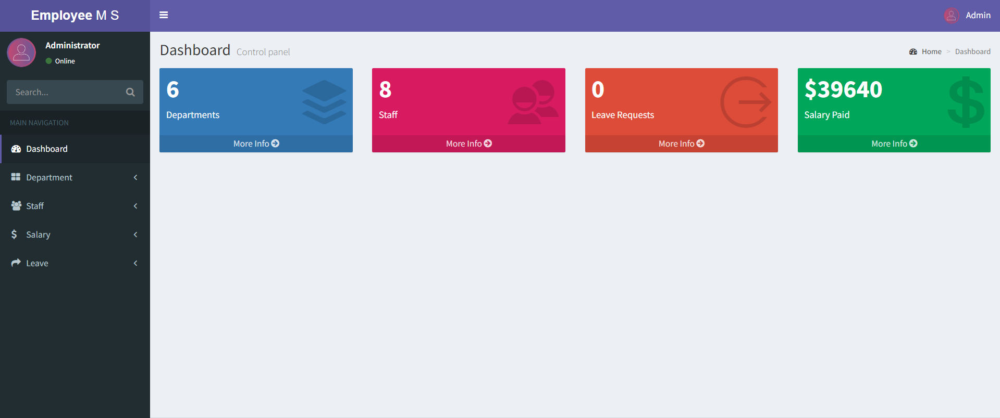 Employee M S
Admin
Administrator
Online
Search...
MAIN NAVIGATION
Dashboard
Department
Staff
Salary
Leave
Dashboard Control panel
Home > Dashboard
6
Departments
More Info
8
Staff
More Info
0
Leave Requests
More Info
$39640
Salary Paid
More Info